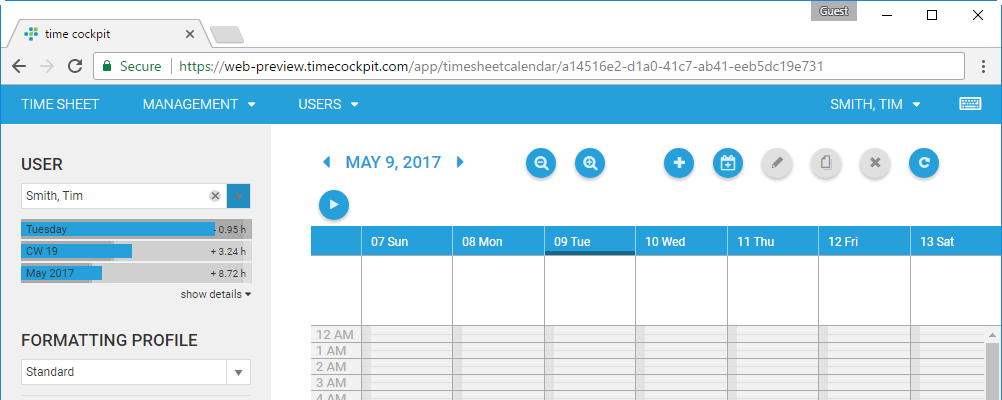 Guest
time cockpit
Secure https://web-preview.timecockpit.com/app/timesheetcalendar/a14516e2-d1a0-41c7-ab41-eeb5dc19e731
TIME SHEET MANAGEMENT USERS SMITH, TIM
USER
Smith, Tim
Tuesday - 0.95 h
CW 19 + 3.24 h
May 2017 + 8.72 h
show details
FORMATTING PROFILE
Standard
MAY 9, 2017
07 Sun 08 Mon 09 Tue 10 Wed 11 Thu 12 Fri 13 Sat
12 AM
1 AM
2 AM
3 AM
4 AM